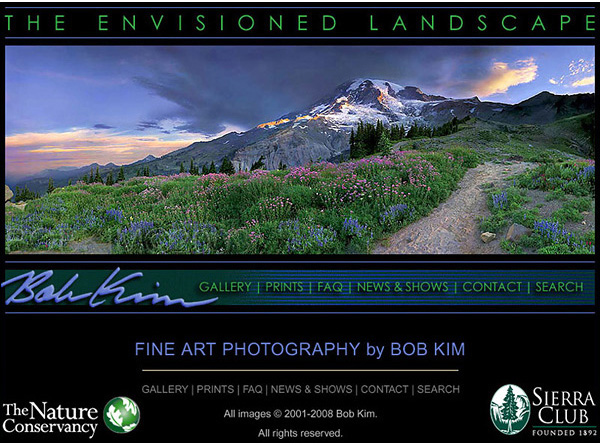 THE ENVISIONED LANDSCAPE
Bob Kim
GALLERY | PRINTS | FAQ | NEWS & SHOWS | CONTACT | SEARCH
FINE ART PHOTOGRAPHY by BOB KIM
GALLERY | PRINTS | FAQ | NEWS & SHOWS | CONTACT | SEARCH
The Nature
Conservancy
All images © 2001-2008 Bob Kim.
All rights reserved.
SIERRA
CLUB
FOUNDED 1892